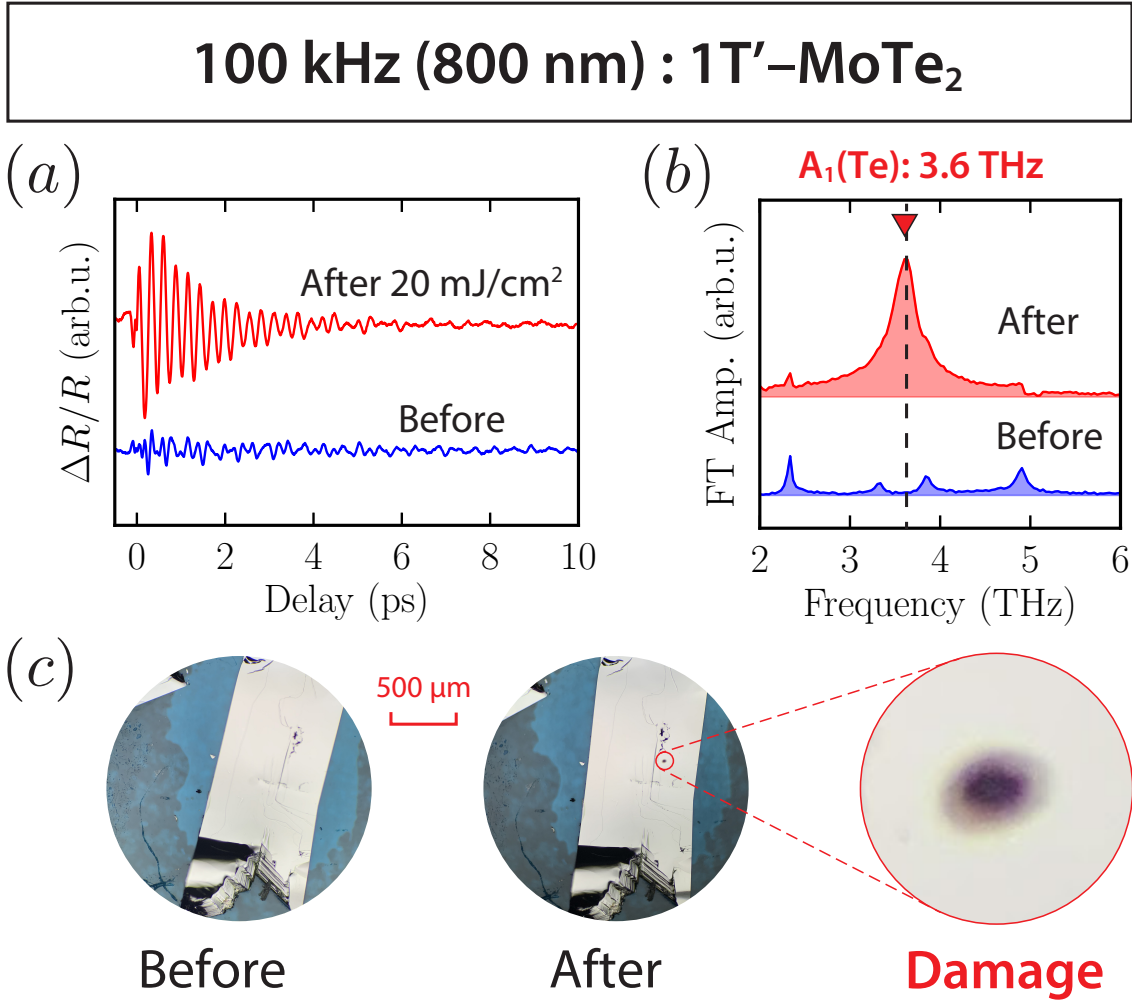 100 kHz (800 nm) : 1T′–MoTe₂
(a)
ΔR/R (arb.u.)
After 20 mJ/cm²
Before
0 2 4 6 8 10
Delay (ps)
(b)
A₁(Te): 3.6 THz
FT Amp. (arb.u.)
After
Before
2 3 4 5 6
Frequency (THz)
(c)
500 μm
Before
After
Damage